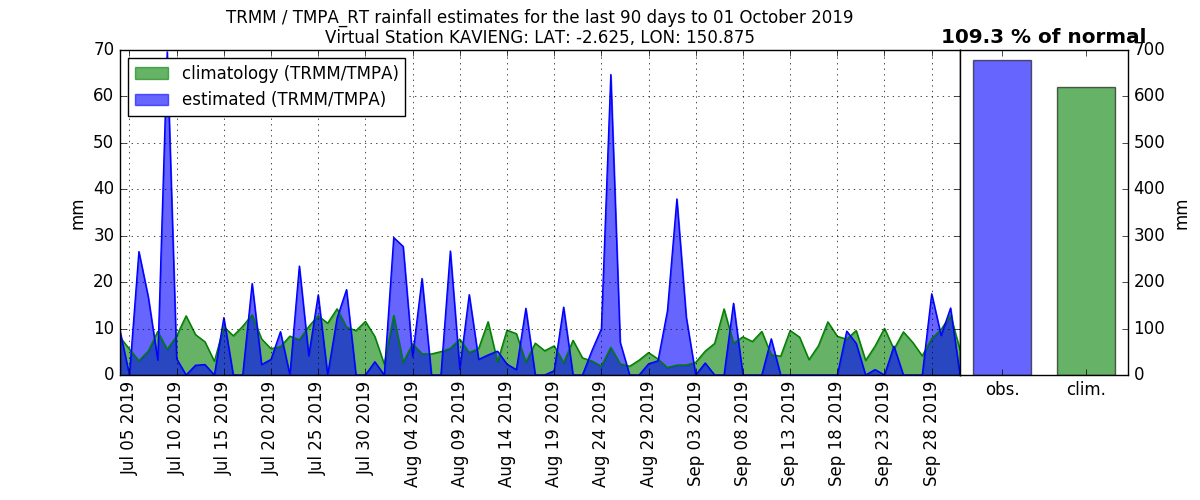 TRMM / TMPA_RT rainfall estimates for the last 90 days to 01 October 2019
Virtual Station KAVIENG: LAT: -2.625, LON: 150.875
109.3 % of normal
climatology (TRMM/TMPA)
estimated (TRMM/TMPA)
70
60
50
40
30
20
10
0
mm
700
600
500
400
300
200
100
0
mm
Jul 05 2019
Jul 10 2019
Jul 15 2019
Jul 20 2019
Jul 25 2019
Jul 30 2019
Aug 04 2019
Aug 09 2019
Aug 14 2019
Aug 19 2019
Aug 24 2019
Aug 29 2019
Sep 03 2019
Sep 08 2019
Sep 13 2019
Sep 18 2019
Sep 23 2019
Sep 28 2019
obs.
clim.